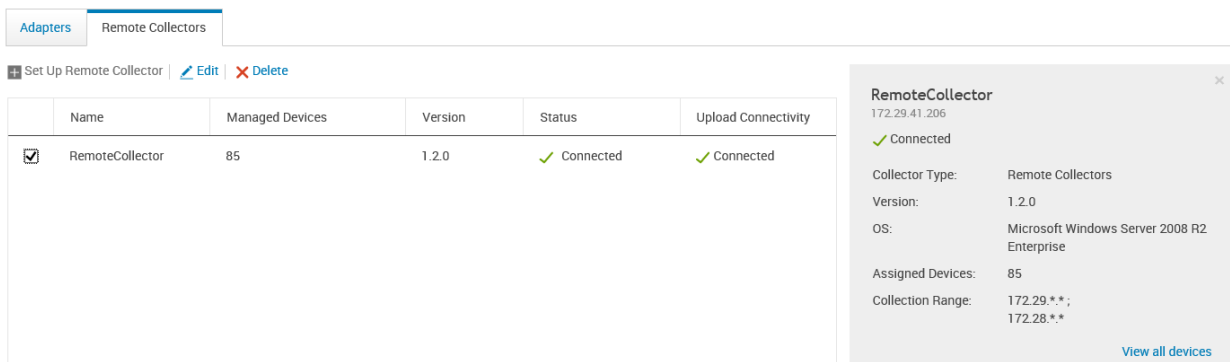 Adapters
Remote Collectors
Set Up Remote Collector
Edit
Delete
Name
Managed Devices
Version
Status
Upload Connectivity
RemoteCollector
85
1.2.0
Connected
Connected
RemoteCollector
172.29.41.206
Connected
Collector Type: Remote Collectors
Version: 1.2.0
OS: Microsoft Windows Server 2008 R2
Enterprise
Assigned Devices: 85
Collection Range: 172.29.*.* ;
172.28.*.*
View all devices